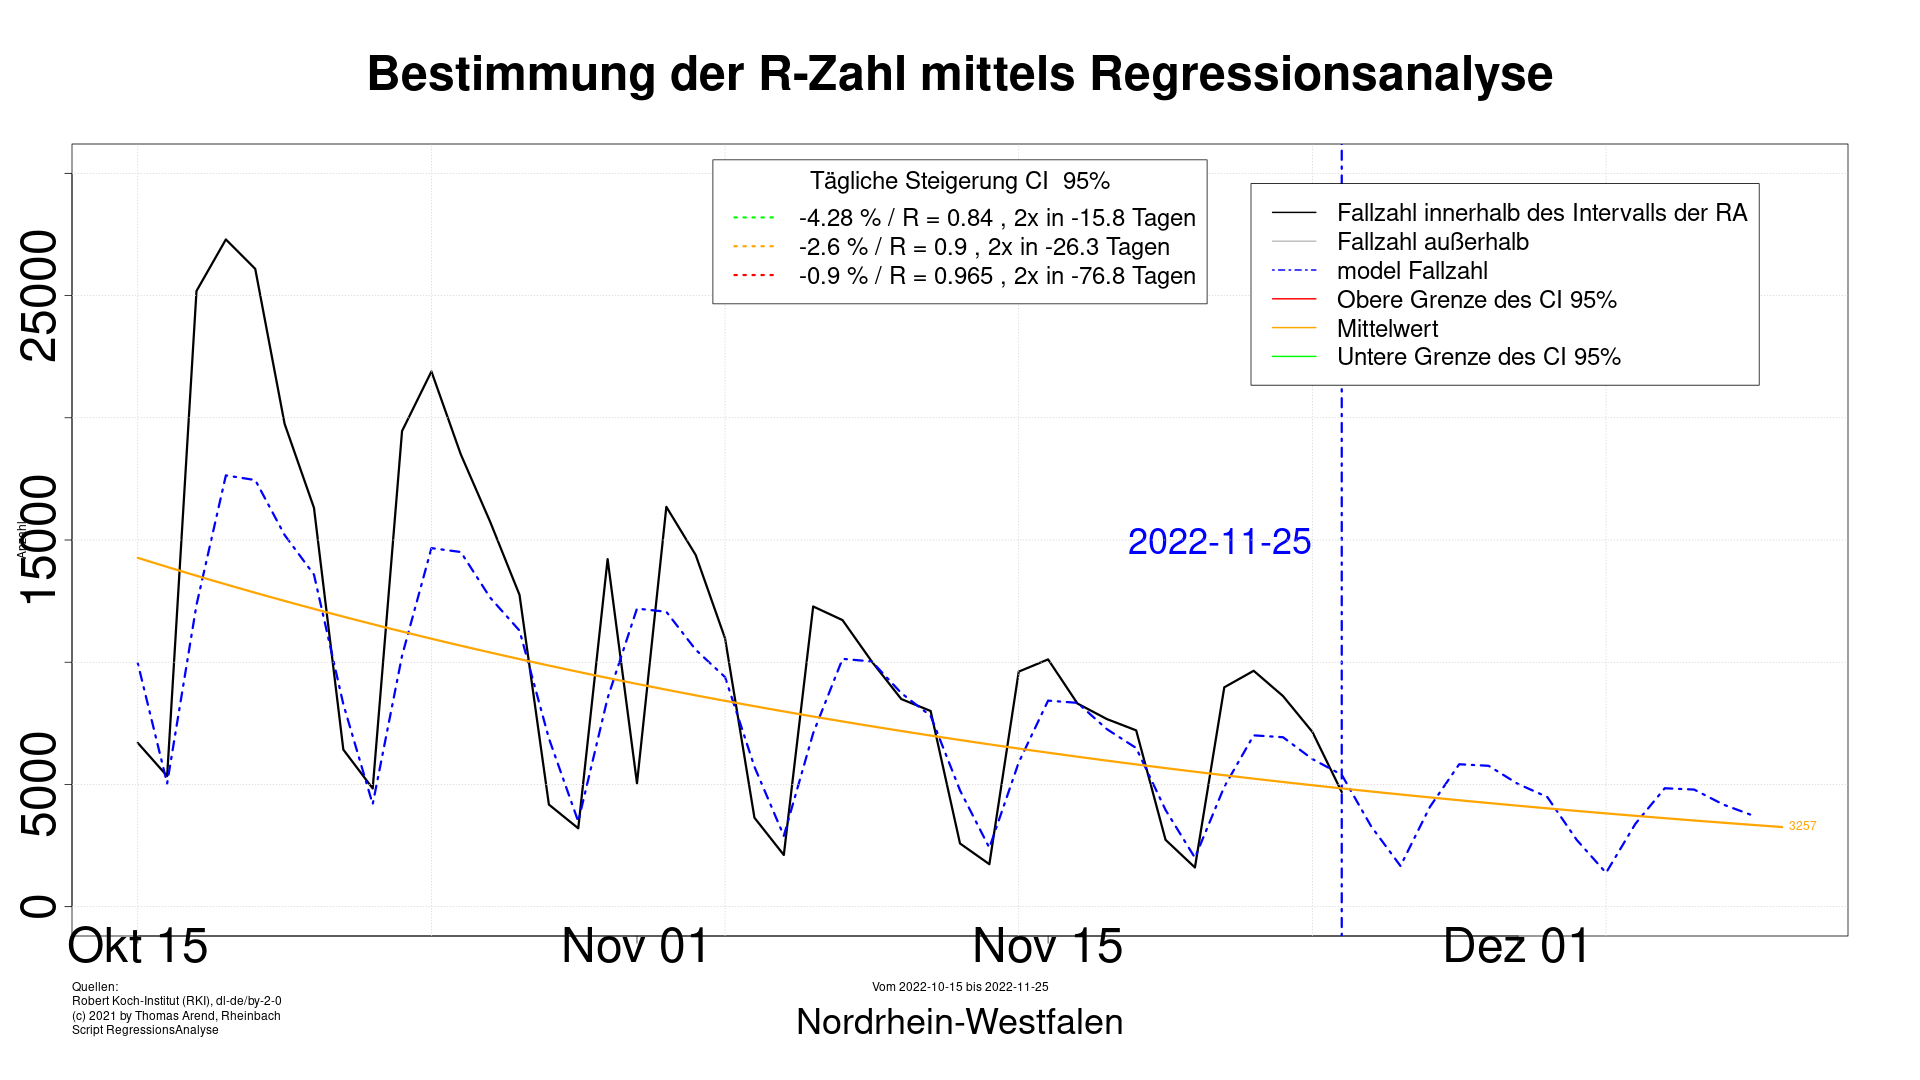 Bestimmung der R-Zahl mittels Regressionsanalyse
Tägliche Steigerung CI  95%
-4.28 % / R = 0.84 , 2x in -15.8 Tagen
-2.6 % / R = 0.9 , 2x in -26.3 Tagen
-0.9 % / R = 0.965 , 2x in -76.8 Tagen
Fallzahl innerhalb des Intervalls der RA
Fallzahl außerhalb
model Fallzahl
Obere Grenze des CI 95%
Mittelwert
Untere Grenze des CI 95%
25000
15000
5000
0
Anzahl
2022-11-25
3257
Okt 15
Nov 01
Nov 15
Dez 01
Quellen:
Robert Koch-Institut (RKI), dl-de/by-2-0
(c) 2021 by Thomas Arend, Rheinbach
Script RegressionsAnalyse
Vom 2022-10-15 bis 2022-11-25
Nordrhein-Westfalen